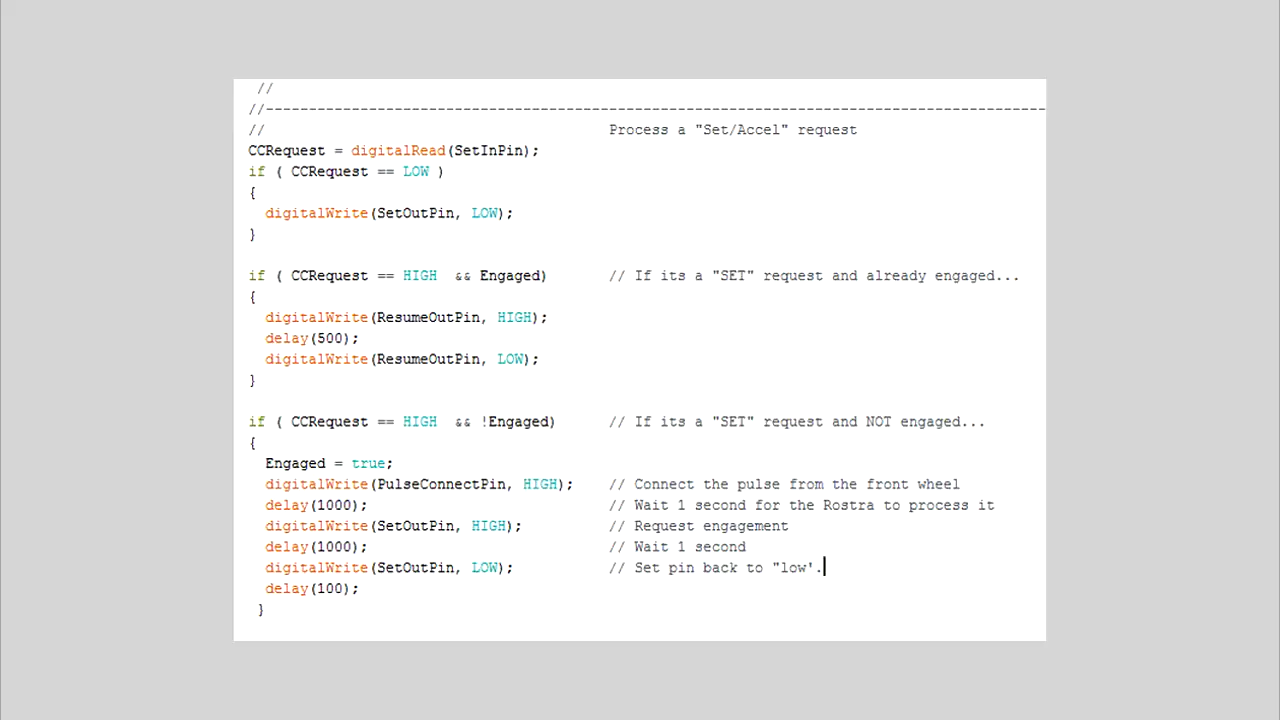 //
//-------------------------------------------------------------------------------------------
// Process a "Set/Accel" request
CCRequest = digitalRead(SetInPin);
if ( CCRequest == LOW )
{
digitalWrite(SetOutPin, LOW);
}
if ( CCRequest == HIGH && Engaged) // If its a "SET" request and already engaged...
{
digitalWrite(ResumeOutPin, HIGH);
delay(500);
digitalWrite(ResumeOutPin, LOW);
}
if ( CCRequest == HIGH && !Engaged) // If its a "SET" request and NOT engaged...
{
Engaged = true;
digitalWrite(PulseConnectPin, HIGH); // Connect the pulse from the front wheel
delay(1000); // Wait 1 second for the Rostra to process it
digitalWrite(SetOutPin, HIGH); // Request engagement
delay(1000); // Wait 1 second
digitalWrite(SetOutPin, LOW); // Set pin back to "low'.
delay(100);
}